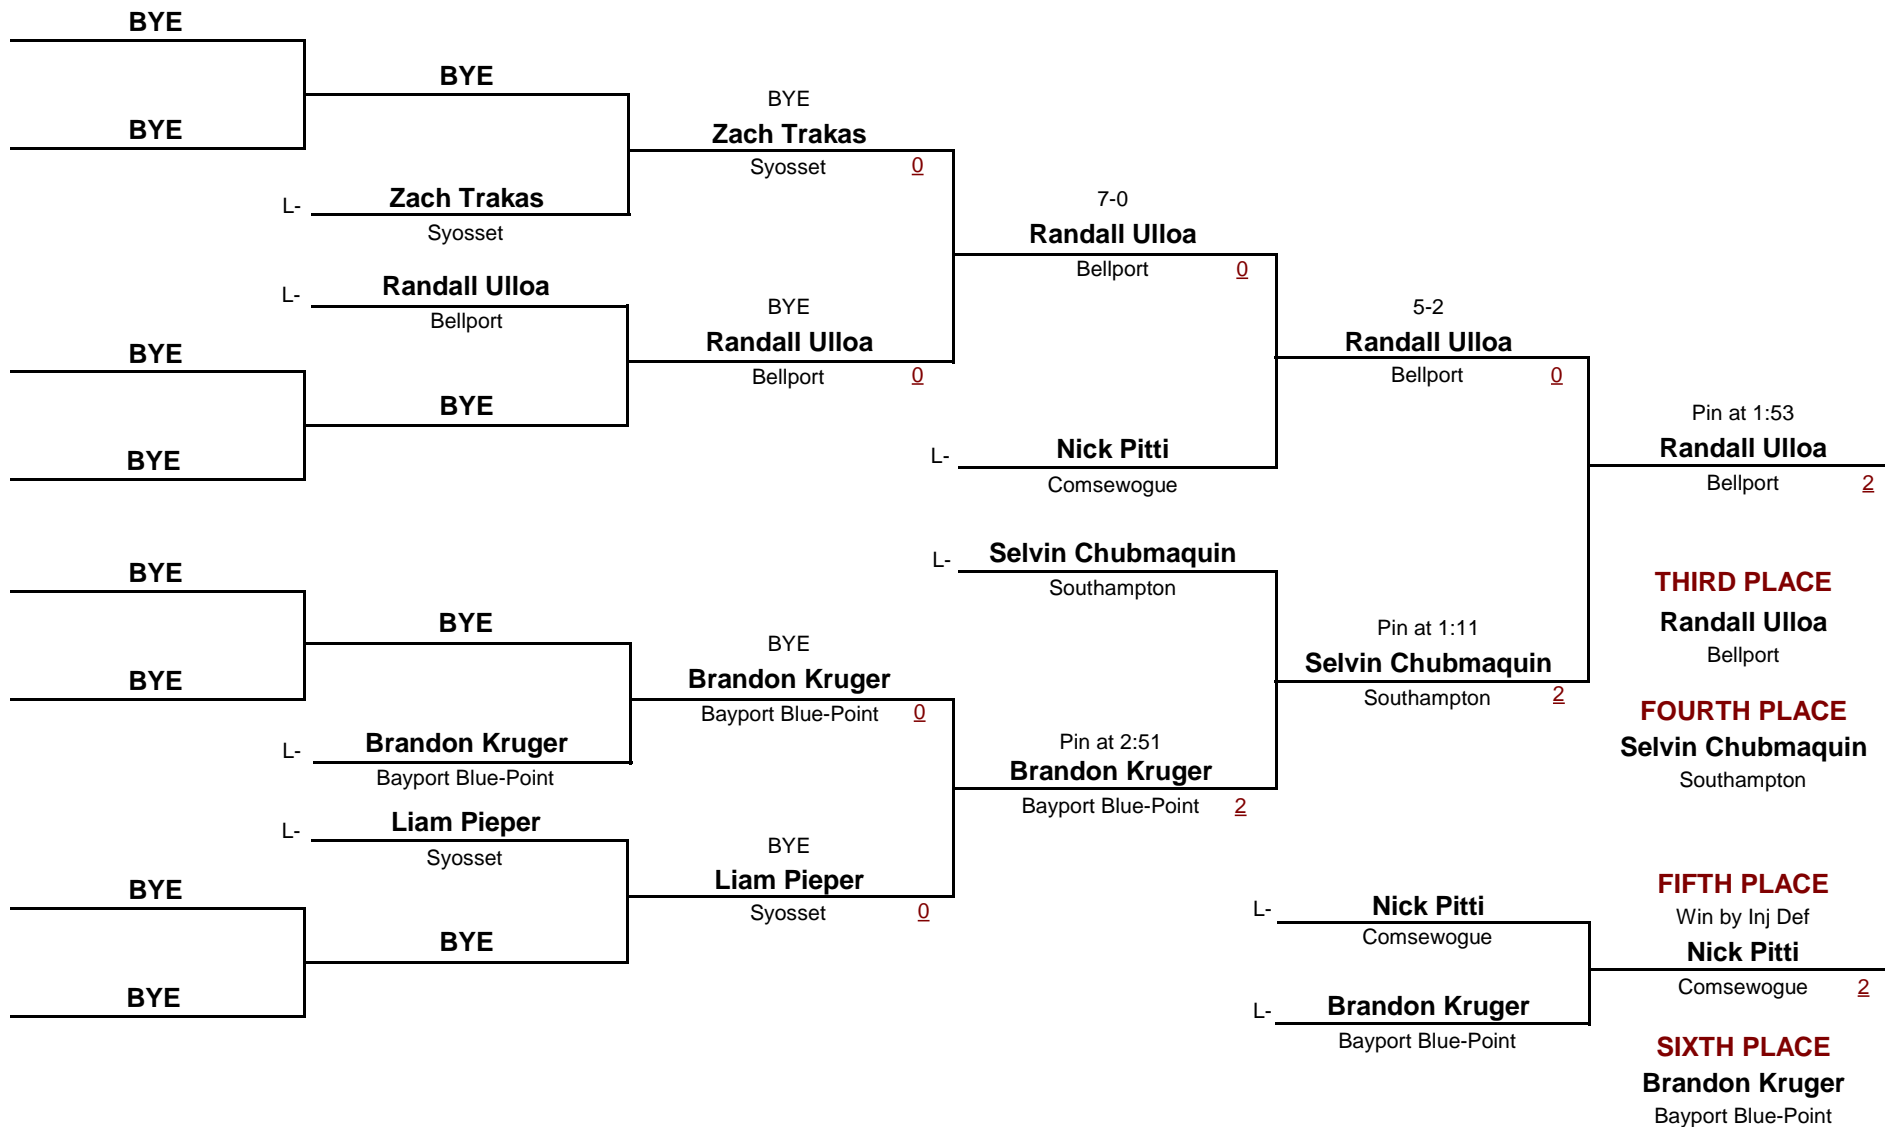 BYE
BYE
BYE
BYE
Zach Trakas
Syosset 0
L- Zach Trakas
Syosset
7-0
Randall Ulloa
Bellport 0
L- Randall Ulloa
Bellport
BYE
Randall Ulloa
Bellport 0
BYE
BYE
BYE
5-2
Randall Ulloa
Bellport 0
L- Nick Pitti
Comsewogue
Pin at 1:53
Randall Ulloa
Bellport 2
L- Selvin Chubmaquin
Southampton
BYE
BYE
BYE
BYE
Brandon Kruger
Bayport Blue-Point 0
L- Brandon Kruger
Bayport Blue-Point
Pin at 1:11
Selvin Chubmaquin
Southampton 2
THIRD PLACE
Randall Ulloa
Bellport
FOURTH PLACE
Selvin Chubmaquin
Southampton
Pin at 2:51
Brandon Kruger
Bayport Blue-Point 2
L- Liam Pieper
Syosset
BYE
Liam Pieper
Syosset 0
BYE
BYE
BYE
L- Nick Pitti
Comsewogue
L- Brandon Kruger
Bayport Blue-Point
FIFTH PLACE
Win by Inj Def
Nick Pitti
Comsewogue 2
SIXTH PLACE
Brandon Kruger
Bayport Blue-Point